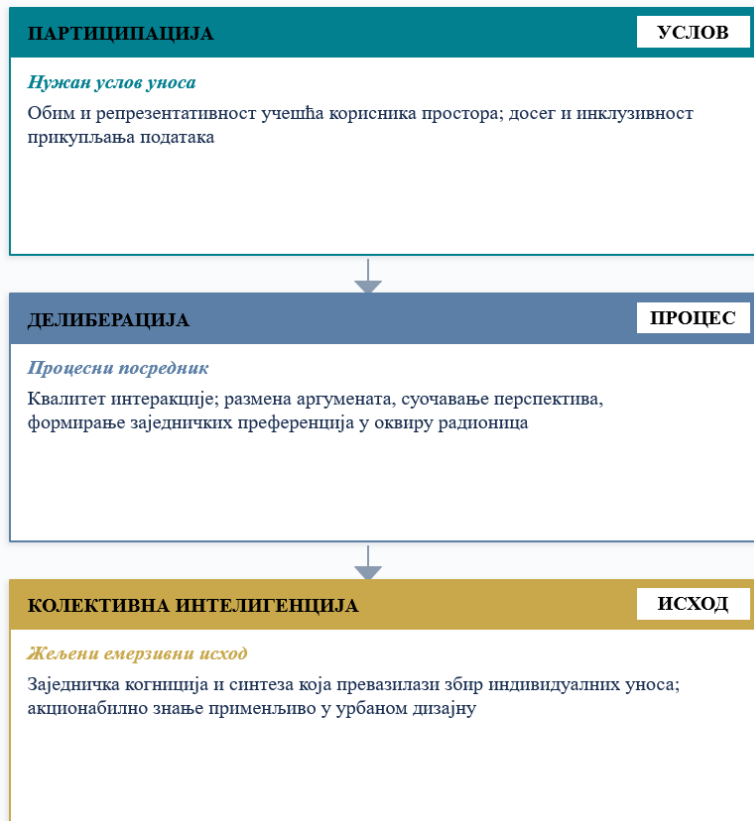 ПАРТИЦИПАЦИЈА
УСЛОВ
Нужан услов уноса
Обим и репрезентативност учешћа корисника простора; досег и инклузивност
прикупљања података
ДЕЛИБЕРАЦИЈА
ПРОЦЕС
Процесни посредник
Квалитет интеракције; размена аргумената, суочавање перспектива,
формирање заједничких преференција у оквиру радионица
КОЛЕКТИВНА ИНТЕЛИГЕНЦИЈА
ИСХОД
Жељени емерзивни исход
Заједничка когниција и синтеза која превазилази збир индивидуалних уноса;
акционабилно знање применљиво у урбаном дизајну